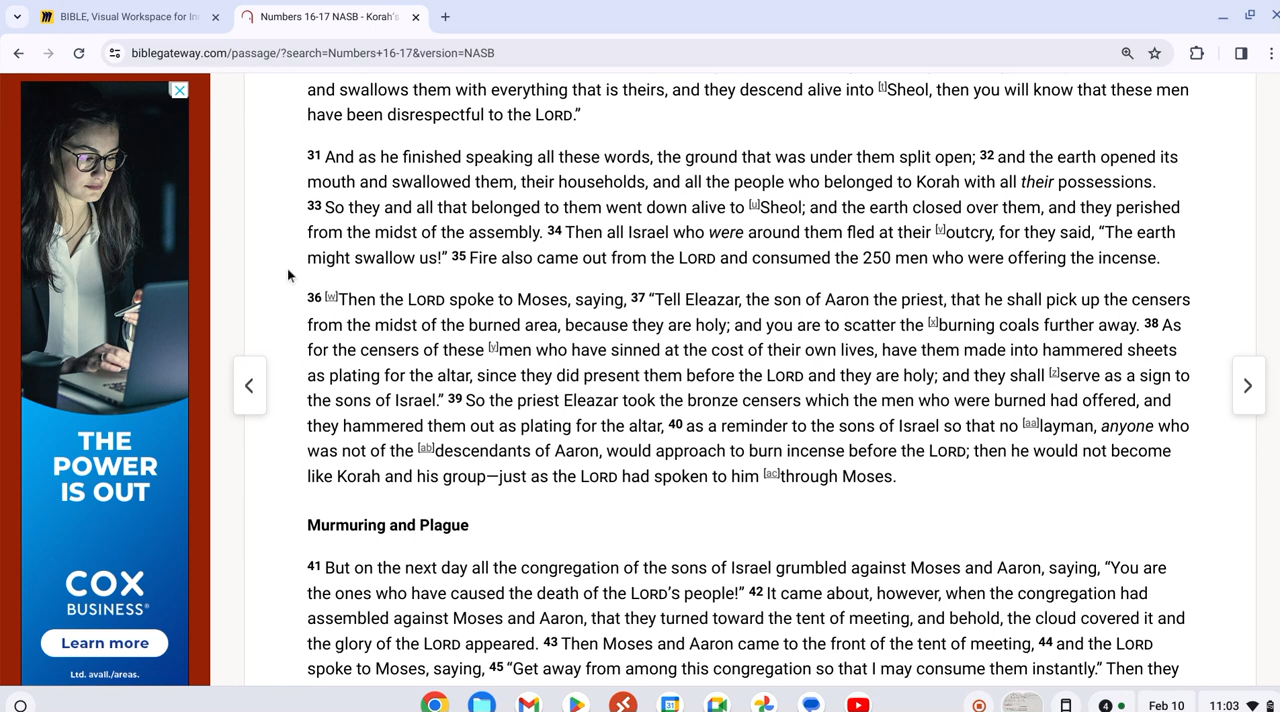 BIBLE, Visual Workspace for In
Numbers 16-17 NASB - Korah's
biblegateway.com/passage/?search=Numbers+16-17&version=NASB
and swallows them with everything that is theirs, and they descend alive into [t]Sheol, then you will know that these men
have been disrespectful to the LORD.”
31 And as he finished speaking all these words, the ground that was under them split open; 32 and the earth opened its
mouth and swallowed them, their households, and all the people who belonged to Korah with all their possessions.
33 So they and all that belonged to them went down alive to [u]Sheol; and the earth closed over them, and they perished
from the midst of the assembly. 34 Then all Israel who were around them fled at their [v]outcry, for they said, “The earth
might swallow us!” 35 Fire also came out from the LORD and consumed the 250 men who were offering the incense.
36 [w]Then the LORD spoke to Moses, saying, 37 “Tell Eleazar, the son of Aaron the priest, that he shall pick up the censers
from the midst of the burned area, because they are holy; and you are to scatter the [x]burning coals further away. 38 As
for the censers of these [y]men who have sinned at the cost of their own lives, have them made into hammered sheets
as plating for the altar, since they did present them before the LORD and they are holy; and they shall [z]serve as a sign to
the sons of Israel.” 39 So the priest Eleazar took the bronze censers which the men who were burned had offered, and
they hammered them out as plating for the altar, 40 as a reminder to the sons of Israel so that no [aa]layman, anyone who
was not of the [ab]descendants of Aaron, would approach to burn incense before the LORD; then he would not become
like Korah and his group—just as the LORD had spoken to him [ac]through Moses.
Murmuring and Plague
41 But on the next day all the congregation of the sons of Israel grumbled against Moses and Aaron, saying, “You are
the ones who have caused the death of the LORD’s people!” 42 It came about, however, when the congregation had
assembled against Moses and Aaron, that they turned toward the tent of meeting, and behold, the cloud covered it and
the glory of the LORD appeared. 43 Then Moses and Aaron came to the front of the tent of meeting, 44 and the LORD
spoke to Moses, saying, 45 “Get away from among this congregation so that I may consume them instantly.” Then they
THE
POWER
IS OUT
COX
BUSINESS®
Learn more
Ltd. avail./areas.
31
4
Feb 10
11:03